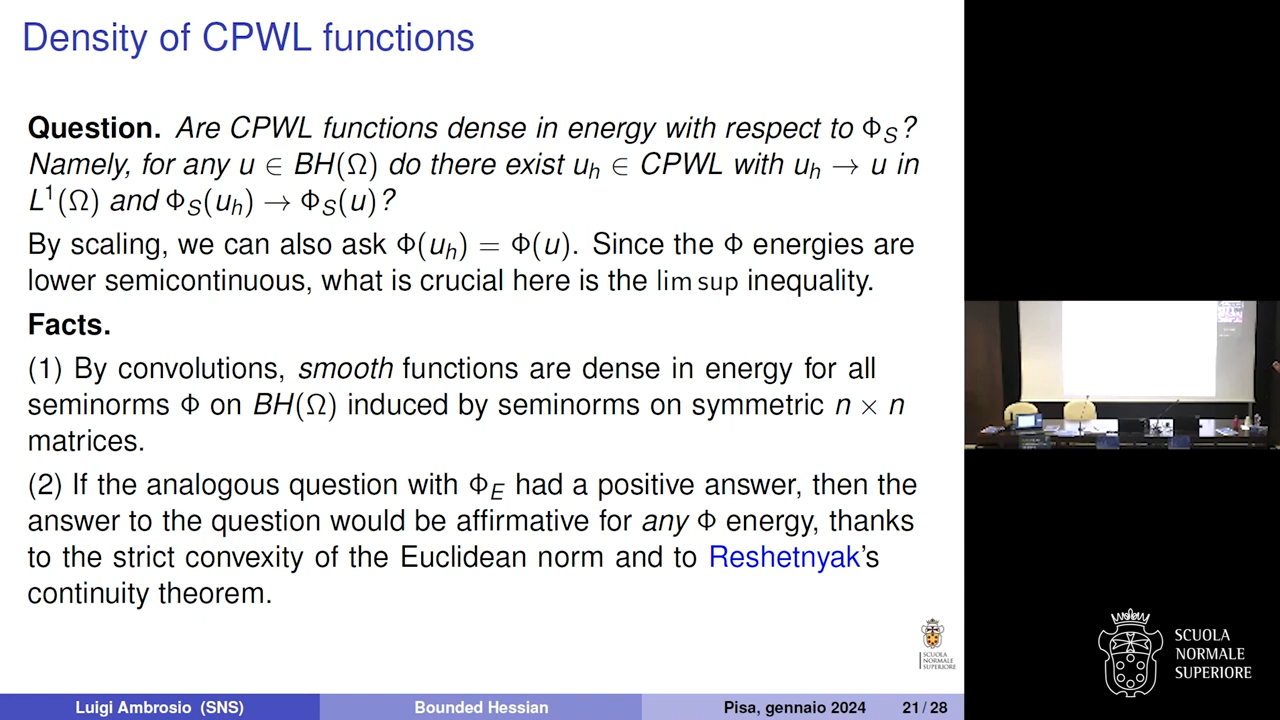 Density of CPWL functions
Question. Are CPWL functions dense in energy with respect to Φ_S?
Namely, for any u ∈ BH(Ω) do there exist u_h ∈ CPWL with u_h → u in
L¹(Ω) and Φ_S(u_h) → Φ_S(u)?
By scaling, we can also ask Φ(u_h) = Φ(u). Since the Φ energies are
lower semicontinuous, what is crucial here is the lim sup inequality.
Facts.
(1) By convolutions, smooth functions are dense in energy for all
seminorms Φ on BH(Ω) induced by seminorms on symmetric n × n
matrices.
(2) If the analogous question with Φ_E had a positive answer, then the
answer to the question would be affirmative for any Φ energy, thanks
to the strict convexity of the Euclidean norm and to Reshetnyak's
continuity theorem.
SCUOLA
NORMALE
SUPERIORE
Luigi Ambrosio (SNS)
Bounded Hessian
Pisa, gennaio 2024
21 / 28
SCUOLA
NORMALE
SUPERIORE